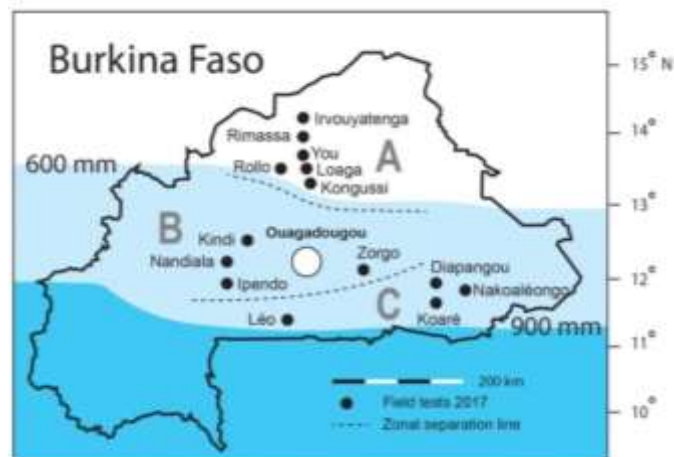 Burkina Faso
15° N
Irvouyatenga
14°
Rimassa
You
A
600 mm
Rollo
Loaga
Kongussi
13°
B
Ouagadougou
Kindi
Zorgo
Nandiala
Diapangou
12°
Ipendo
Nakoaléongo
C
Léo
Koaré
900 mm
11°
200 km
Field tests 2017
10°
Zonal separation line